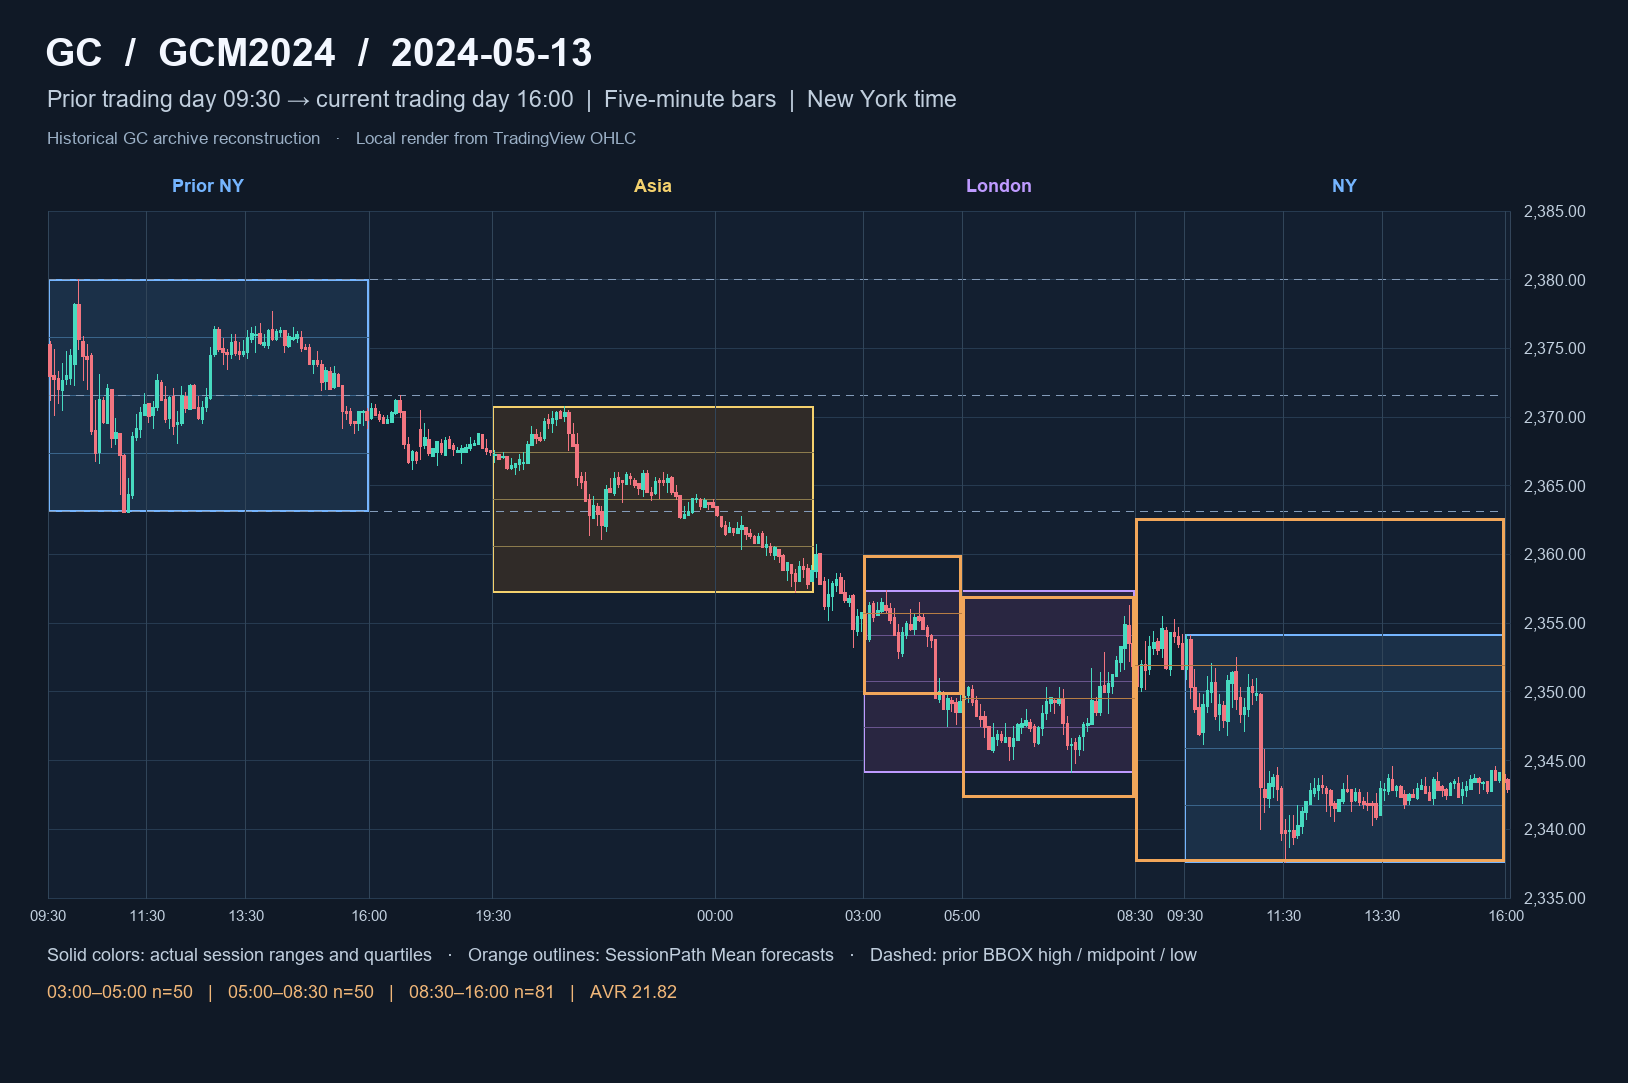 GC / GCM2024 / 2024-05-13
Prior trading day 09:30 → current trading day 16:00 | Five-minute bars | New York time
Historical GC archive reconstruction · Local render from TradingView OHLC
Prior NY Asia London NY
2,385.00
2,380.00
2,375.00
2,370.00
2,365.00
2,360.00
2,355.00
2,350.00
2,345.00
2,340.00
2,335.00
09:30 11:30 13:30 16:00 19:30 00:00 03:00 05:00 08:30 09:30 11:30 13:30 16:00
Solid colors: actual session ranges and quartiles · Orange outlines: SessionPath Mean forecasts · Dashed: prior BBOX high / midpoint / low
03:00–05:00 n=50 | 05:00–08:30 n=50 | 08:30–16:00 n=81 | AVR 21.82